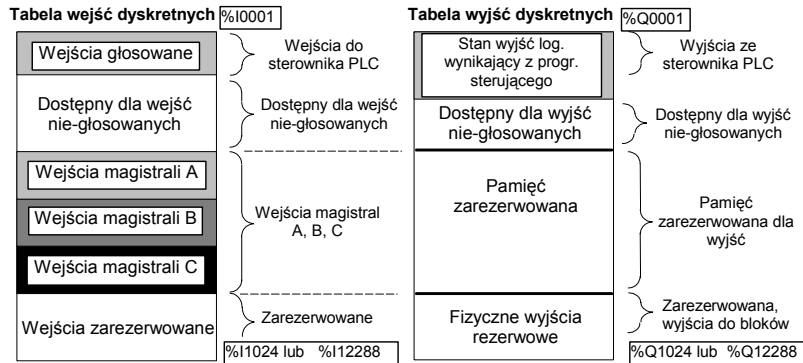 Tabela wejść dyskretnych
%I0001
Wejścia głosowane
Wejścia do
sterownika PLC
Dostępny dla wejść
nie-głosowanych
Dostępny dla wejść
nie-głosowanych
Wejścia magistrali A
Wejścia magistrali B
Wejścia magistrali C
Wejścia magistral
A, B, C
Wejścia zarezerwowane
Zarezerwowane
%I1024 lub %I12288
Tabela wyjść dyskretnych
%Q0001
Stan wyjść log.
wynikający z progr.
sterującego
Wyjścia ze
sterownika PLC
Dostępny dla wyjść
nie-głosowanych
Dostępny dla wyjść
nie-głosowanych
Pamięć
zarezerwowana
Pamięć
zarezerwowana dla
wyjść
Fizyczne wyjścia
rezerwowe
Zarezerwowana,
wyjścia do bloków
%Q1024 lub %Q12288